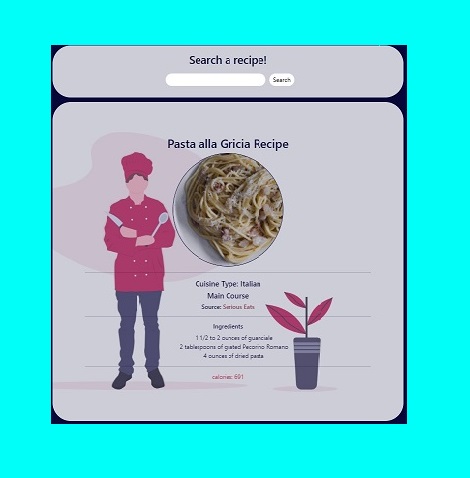 Search a recipe!
Search
Pasta alla Gricia Recipe
Cuisine Type: Italian
Main Course
Source: Serious Eats
Ingredients
1 1/2 to 2 ounces of guanciale
2 tablespoons of grated Pecorino Romano
4 ounces of dried pasta
calories: 691